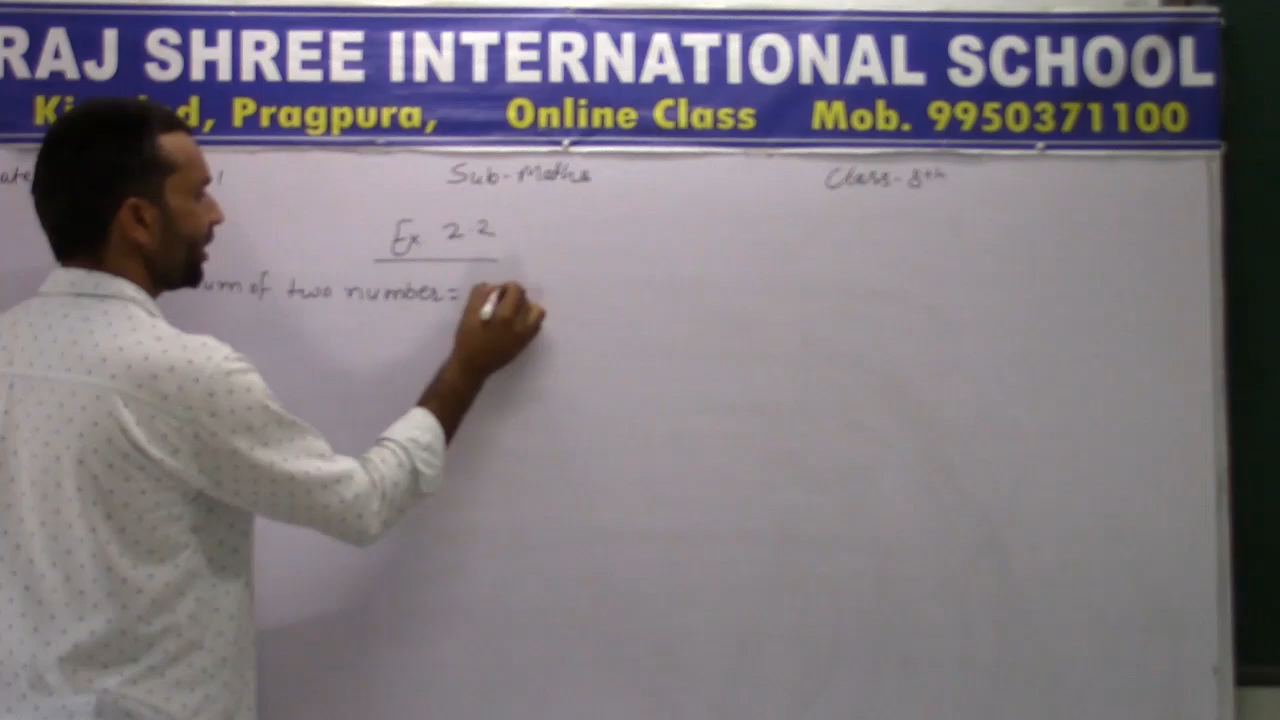 RAJ SHREE INTERNATIONAL SCHOOL
Pragpura, Online Class Mob. 9950371100
Sub-Maths Class-8th
Ex 2.2
of two number=